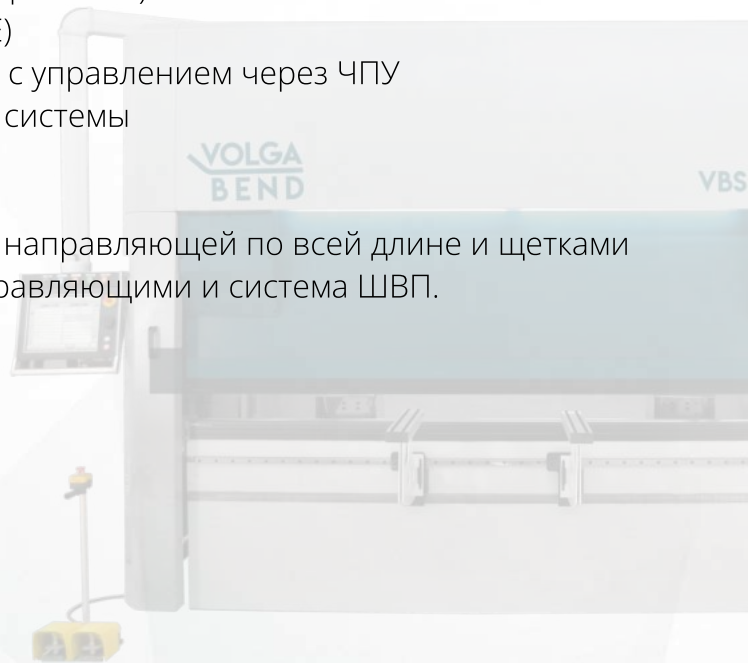 с управлением через ЧПУ
системы
VOLGA
BEND
VBS
направляющей по всей длине и щетками
равляющими и система ШВП.